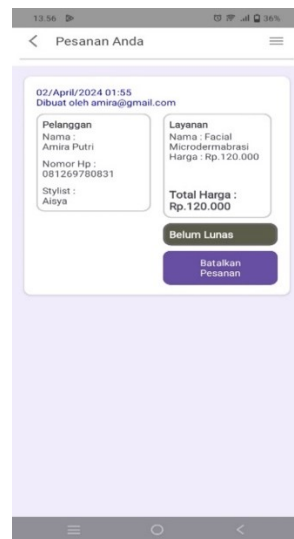 13.56
36%
Pesanan Anda
02/April/2024 01:55
Dibuat oleh amira@gmail.com
Pelanggan
Nama :
Amira Putri
Nomor Hp :
081269780831
Stylist :
Aisya
Layanan
Nama : Facial
Microdermabrasi
Harga : Rp.120.000
Total Harga :
Rp.120.000
Belum Lunas
Batalkan
Pesanan